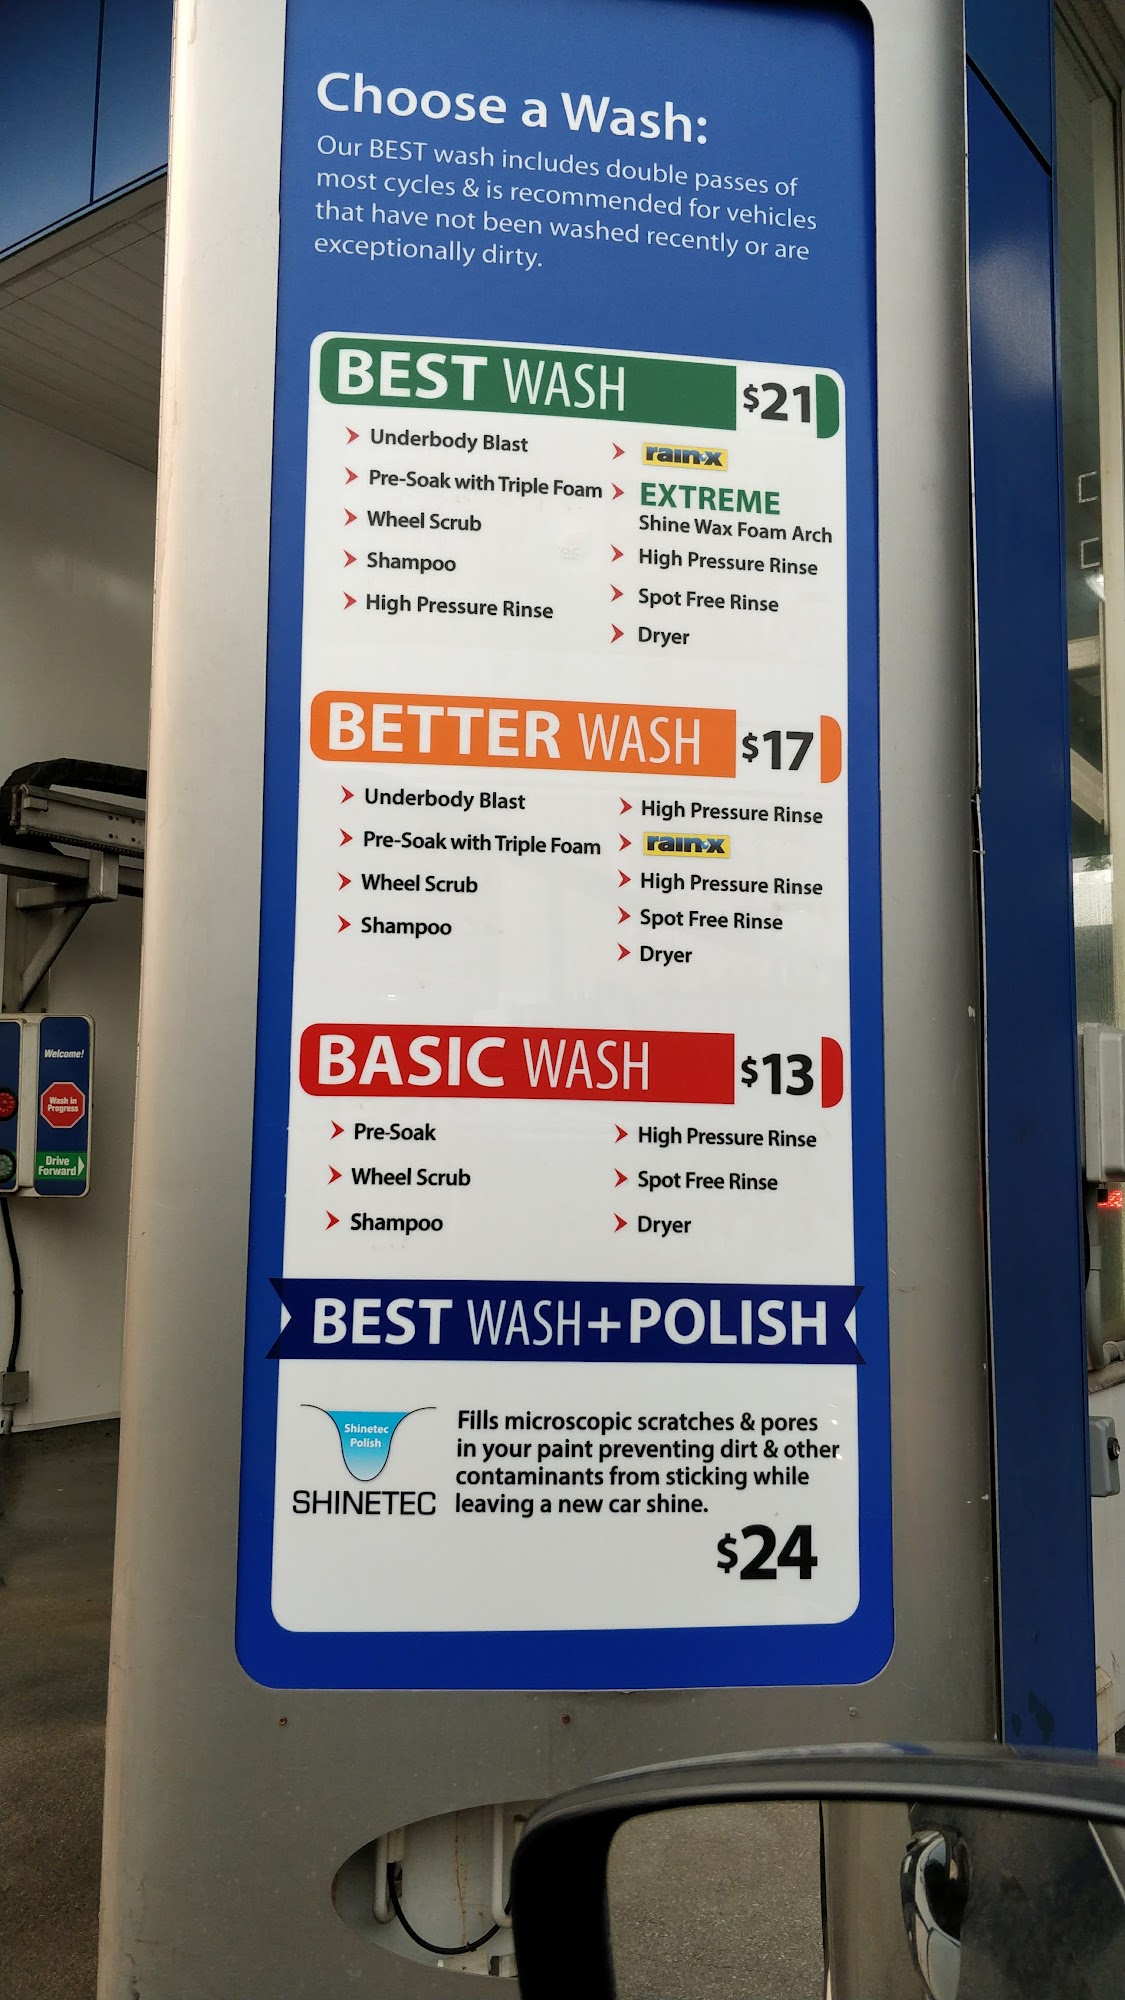 Choose a Wash:
Our BEST wash includes double passes of
most cycles & is recommended for vehicles
that have not been washed recently or are
exceptionally dirty.
BEST WASH $21
Underbody Blast
Pre-Soak with Triple Foam
Wheel Scrub
Shampoo
High Pressure Rinse
rain-x
EXTREME
Shine Wax Foam Arch
High Pressure Rinse
Spot Free Rinse
Dryer
BETTER WASH $17
Underbody Blast
Pre-Soak with Triple Foam
Wheel Scrub
Shampoo
High Pressure Rinse
rain-x
High Pressure Rinse
Spot Free Rinse
Dryer
BASIC WASH $13
Pre-Soak
Wheel Scrub
Shampoo
High Pressure Rinse
Spot Free Rinse
Dryer
BEST WASH+POLISH
Shinetec
Polish
SHINETEC
Fills microscopic scratches & pores
in your paint preventing dirt & other
contaminants from sticking while
leaving a new car shine.
$24
Welcome!
Wash in
Progress
Drive
Forward